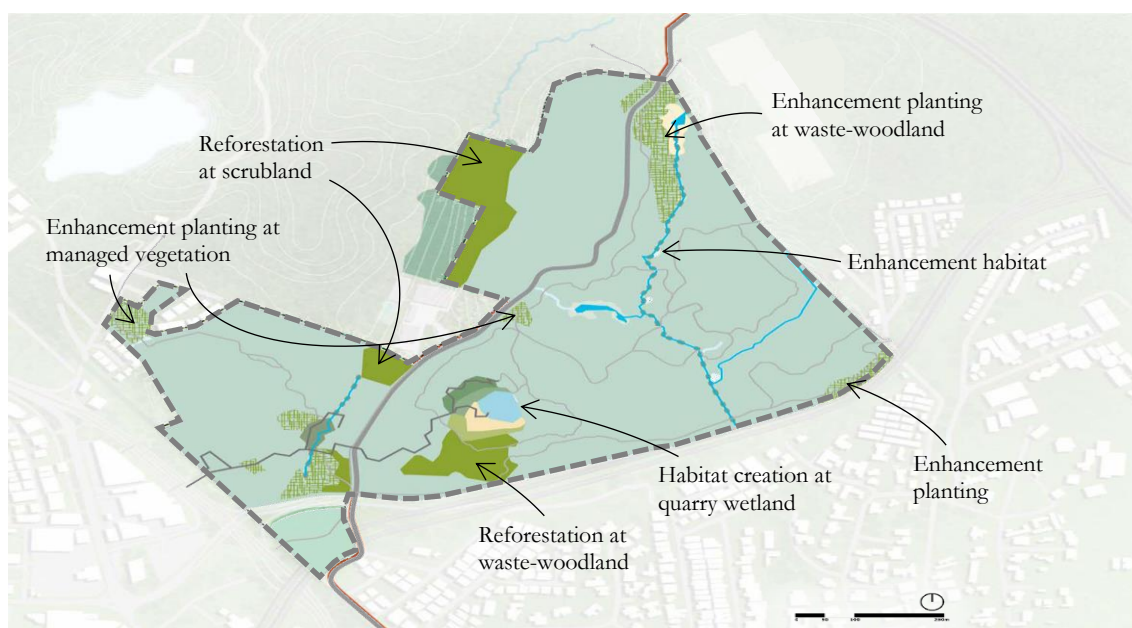 Enhancement planting
at waste-woodland
Reforestation
at scrubland
Enhancement planting at
managed vegetation
Enhancement habitat
Enhancement
planting
Habitat creation at
quarry wetland
Reforestation at
waste-woodland